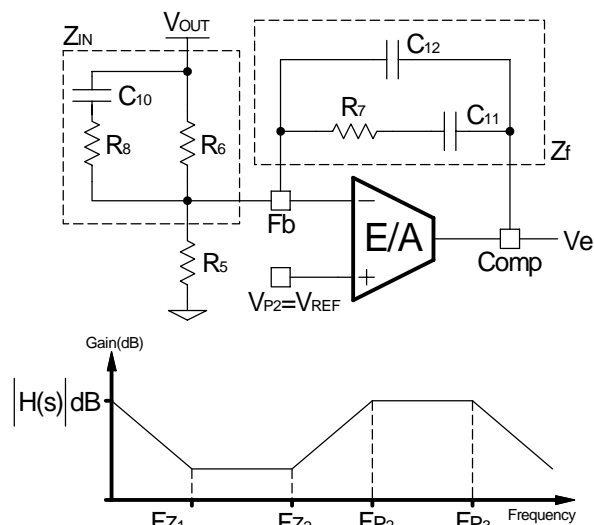 VOUT
ZIN
C12
C10
R7
C11
R8
R6
Zf
Fb
E/A
Ve
R5
Comp
VP2=VREF
Gain(dB)
|H(s)|dB
FZ1
FZ2
FP2
FP3
Frequency